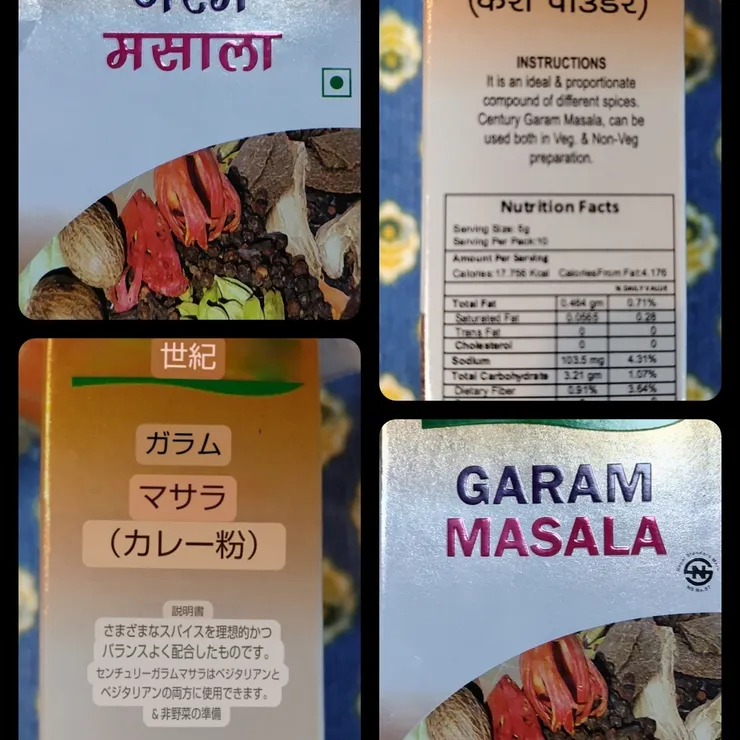 गरम
मसाला
(करी पाउडर)
INSTRUCTIONS
It is an ideal & proportionate
compound of different spices.
Century Garam Masala, can be
used both in Veg. & Non-Veg
preparation.
Nutrition Facts
Serving Size: 5g
Serving Per Pack:10
Amount Per Serving
Calories: 17.756 Kcal Calories From Fat:4.176
% DAILY VALUE
Total Fat 0.464 gm 0.71%
Saturated Fat 0.0565 0.28
Trans Fat 0 0
Cholesterol 0 0
Sodium 103.5 mg 4.31%
Total Carbohydrate 3.21 gm 1.07%
Dietary Fiber 0.91% 3.64%
世紀
ガラム
マサラ
（カレー粉）
説明書
さまざまなスパイスを理想的かつ
バランスよく配合したものです。
センチュリーガラムマサラはベジタリアンと
ベジタリアンの両方に使用できます。
& 非野菜の準備
GARAM
MASALA